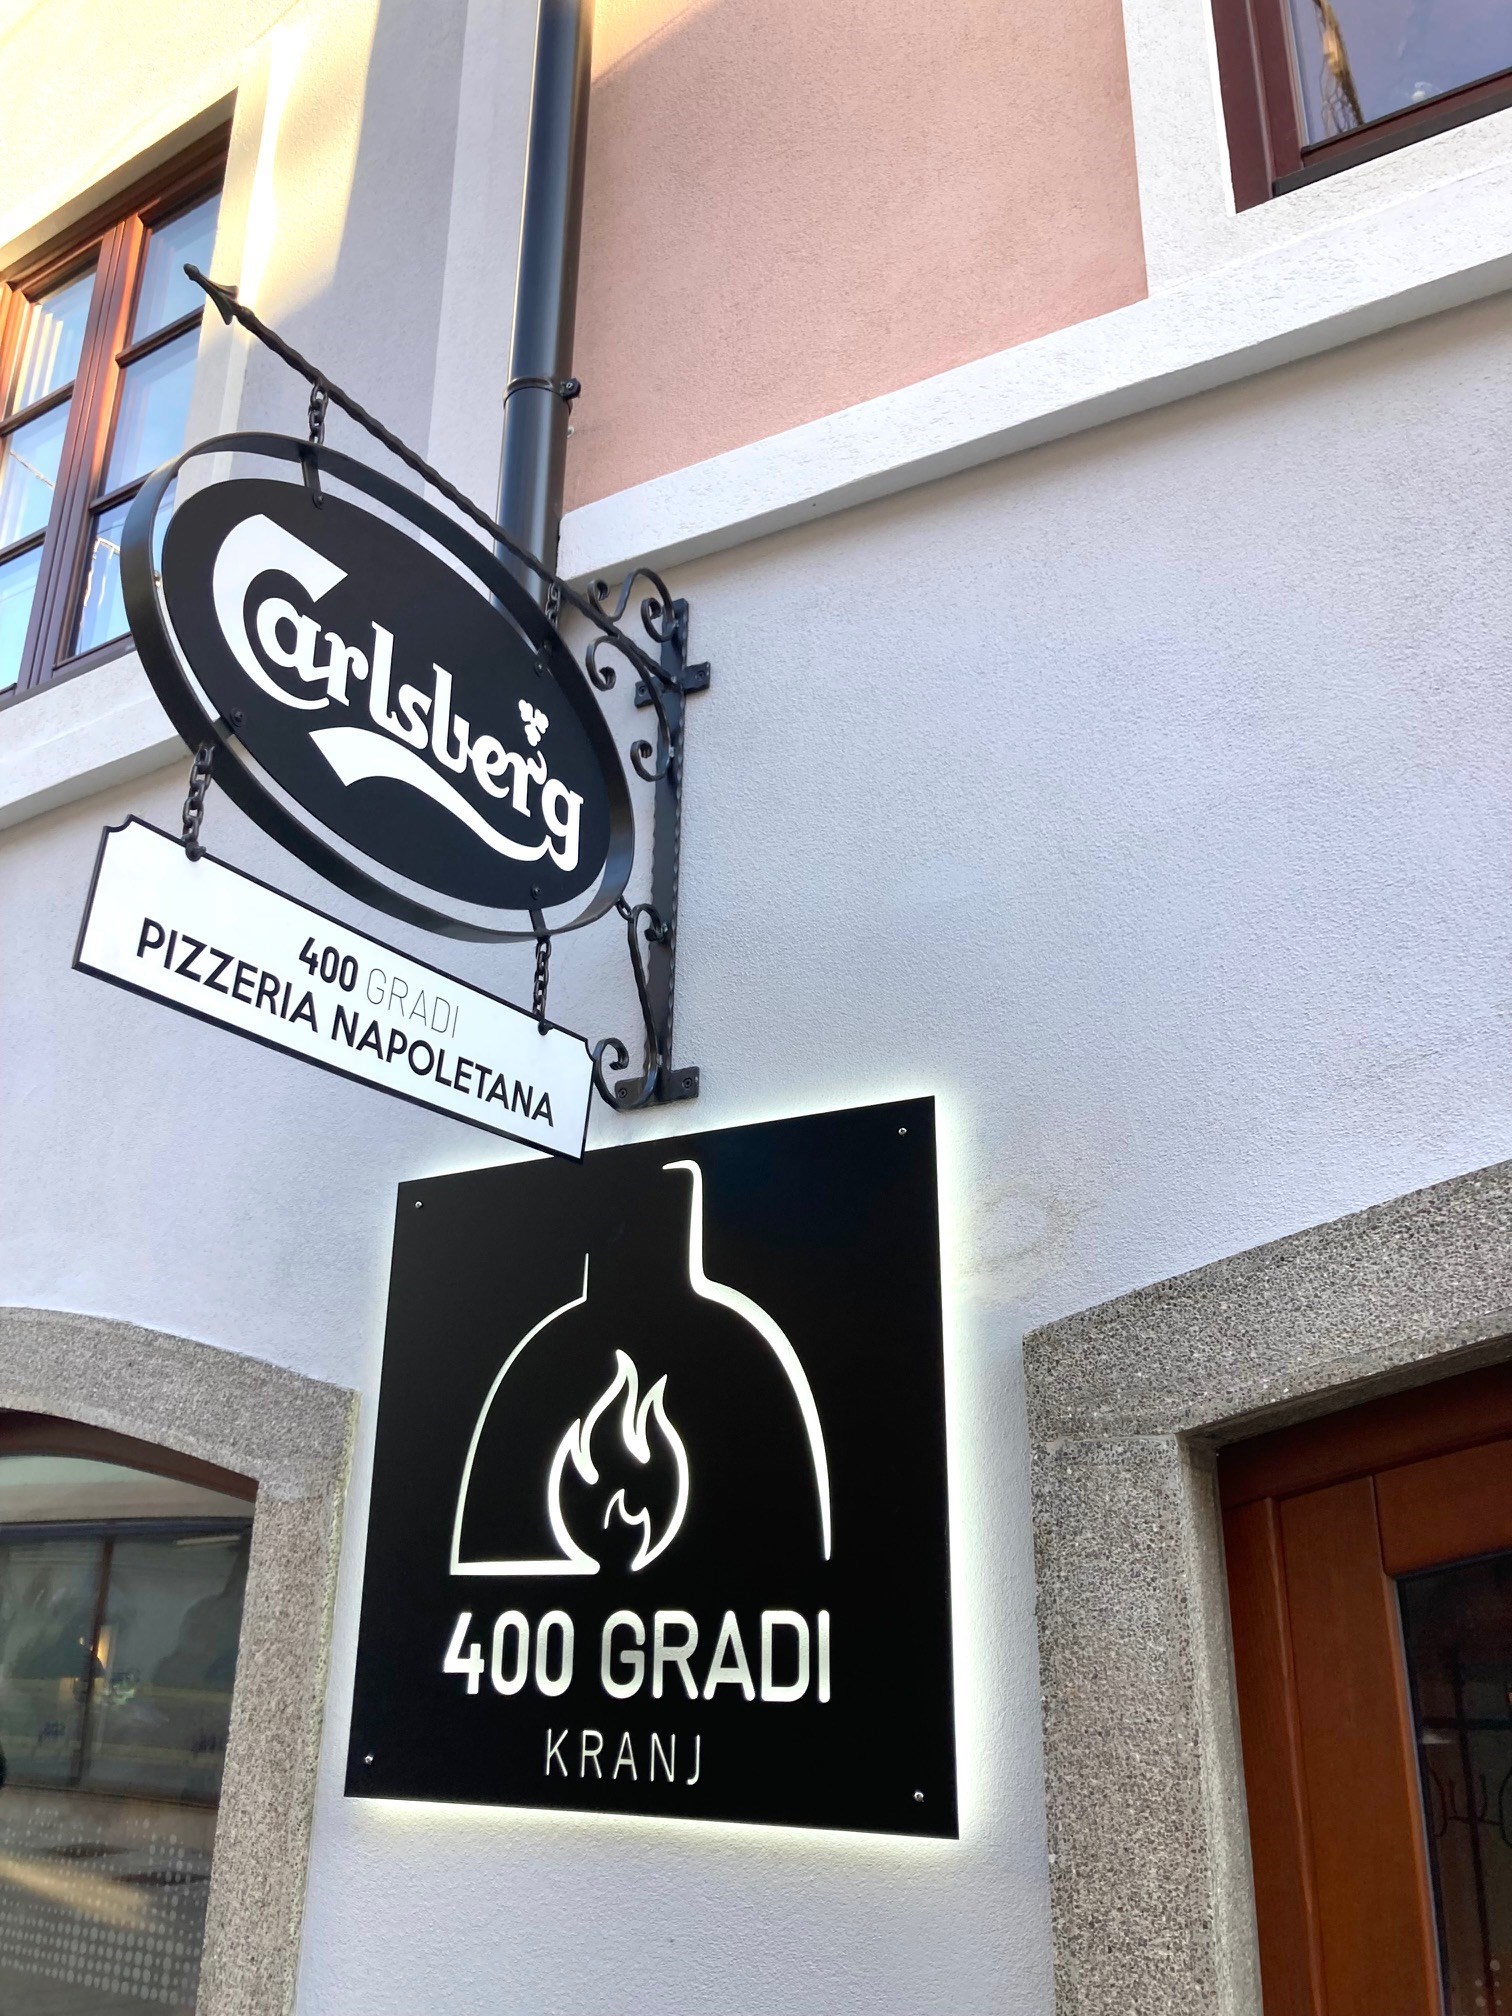 Carlsberg
400 GRADI
PIZZERIA NAPOLETANA
400 GRADI
KRANJ